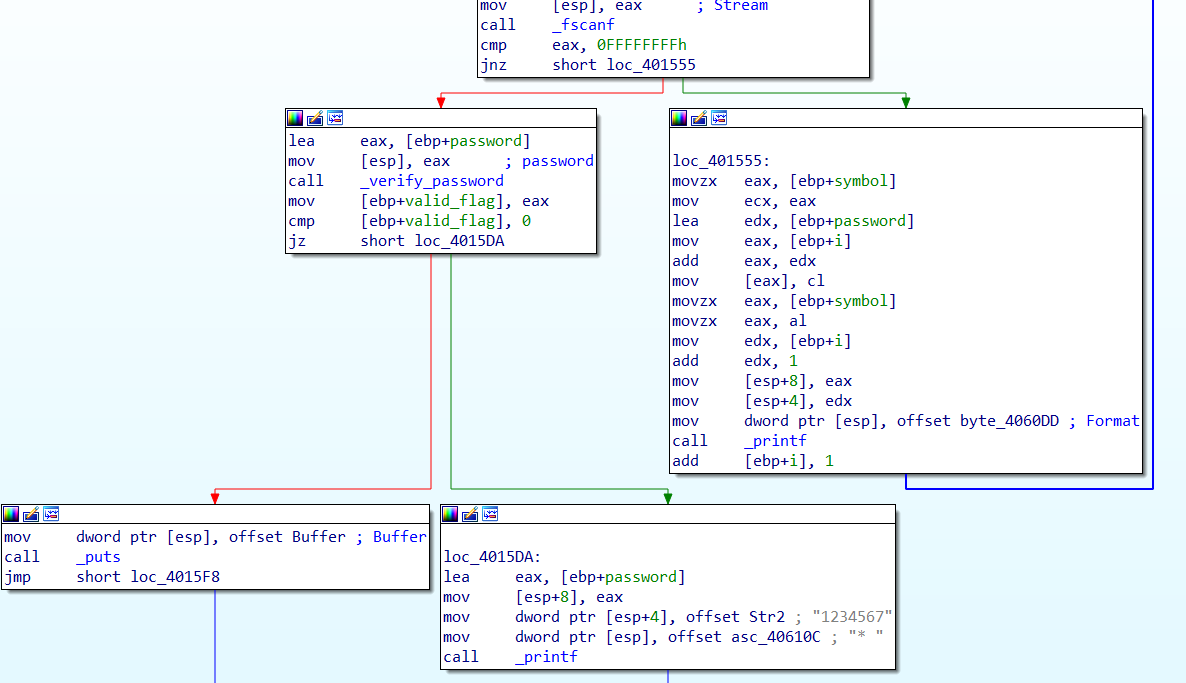 mov [esp], eax ; Stream
call _fscanf
cmp eax, 0FFFFFFFFh
jnz short loc_401555
lea eax, [ebp+password]
mov [esp], eax ; password
call _verify_password
mov [ebp+valid_flag], eax
cmp [ebp+valid_flag], 0
jz short loc_4015DA
loc_401555:
movzx eax, [ebp+symbol]
mov ecx, eax
lea edx, [ebp+password]
mov eax, [ebp+i]
add eax, edx
mov [eax], cl
movzx eax, [ebp+symbol]
movzx eax, al
mov edx, [ebp+i]
add edx, 1
mov [esp+8], eax
mov [esp+4], edx
mov dword ptr [esp], offset byte_4060DD ; Format
call _printf
add [ebp+i], 1
mov dword ptr [esp], offset Buffer ; Buffer
call _puts
jmp short loc_4015F8
loc_4015DA:
lea eax, [ebp+password]
mov [esp+8], eax
mov dword ptr [esp+4], offset Str2 ; "1234567"
mov dword ptr [esp], offset asc_40610C ; "* "
call _printf